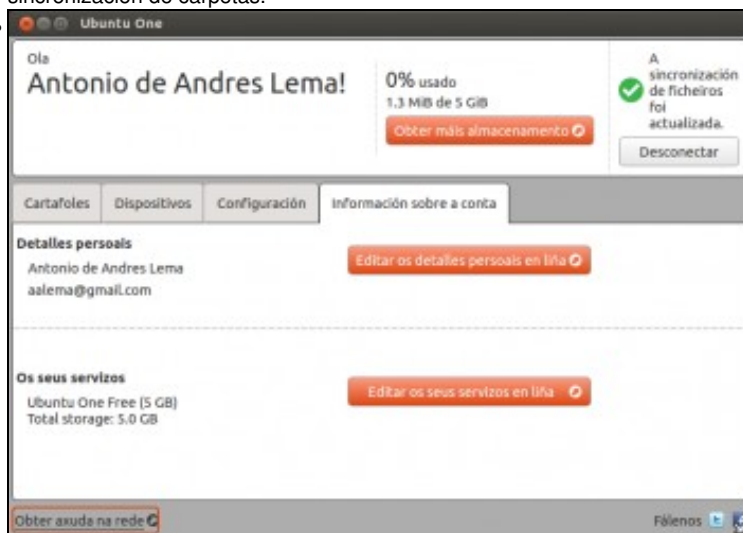 sincronización de carpetas.
Ubuntu One
Ola
Antonio de Andres Lema!
0% usado
1.3 MiB de 5 GiB
Obter máis almacenamento
A
sincronización
de ficheiros
foi
actualizada.
Desconectar
Cartafoles Dispositivos Configuración Información sobre a conta
Detalles persoais
Antonio de Andres Lema
aalema@gmail.com
Editar os detalles persoais en liña
Os seus servizos
Ubuntu One Free (5 GB)
Total storage: 5.0 GB
Editar os seus servizos en liña
Obter axuda na rede
Fálenos